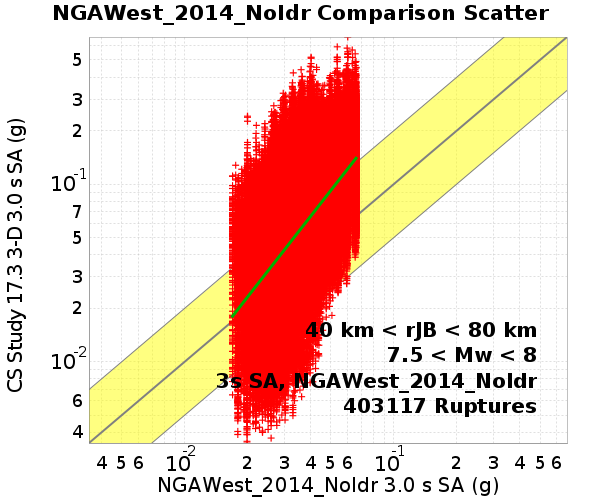 NGAWest_2014_NoIdr Comparison Scatter
CS Study 17.3 3-D 3.0 s SA (g)
5
3
2
10^-1
7
5
3
2
10^-2
6
4
40 km < rJB < 80 km
7.5 < Mw < 8
3s SA, NGAWest_2014_NoIdr
403117 Ruptures
4 5 6 10^-2 2 3 4 5 6 10^-1 2 3 4 5 6
NGAWest_2014_NoIdr 3.0 s SA (g)